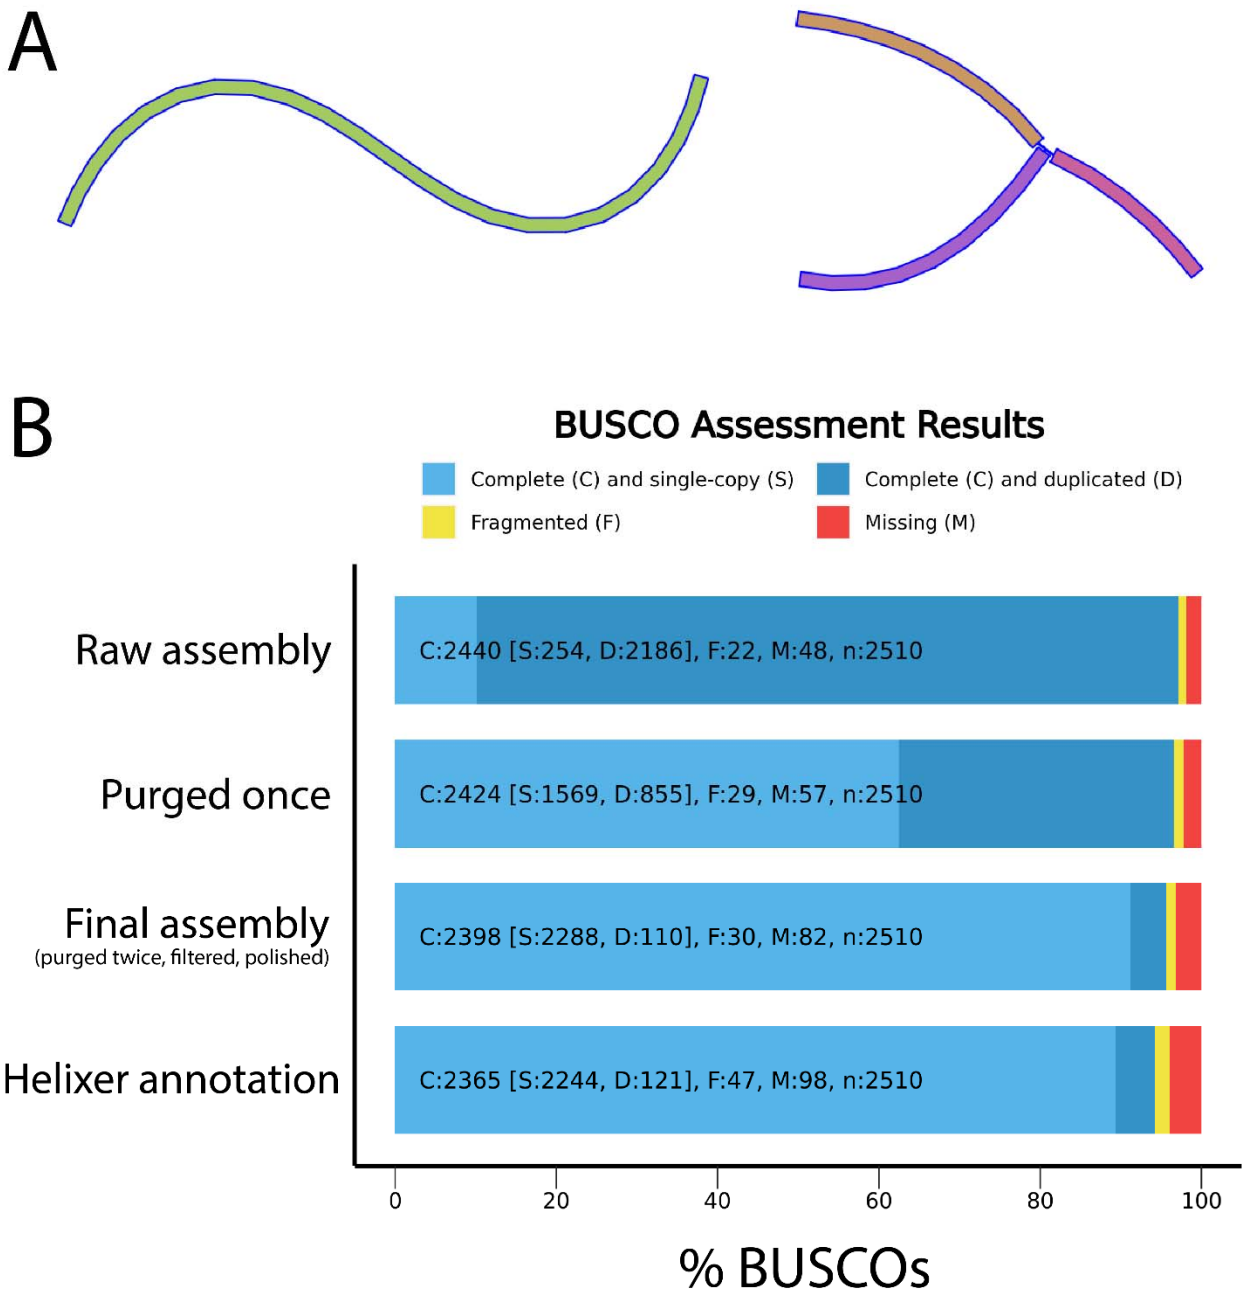 A
B
BUSCO Assessment Results
Complete (C) and single-copy (S)
Complete (C) and duplicated (D)
Fragmented (F)
Missing (M)
Raw assembly
C:2440 [S:254, D:2186], F:22, M:48, n:2510
Purged once
C:2424 [S:1569, D:855], F:29, M:57, n:2510
Final assembly
(purged twice, filtered, polished)
C:2398 [S:2288, D:110], F:30, M:82, n:2510
Helixer annotation
C:2365 [S:2244, D:121], F:47, M:98, n:2510
0 20 40 60 80 100
% BUSCOs